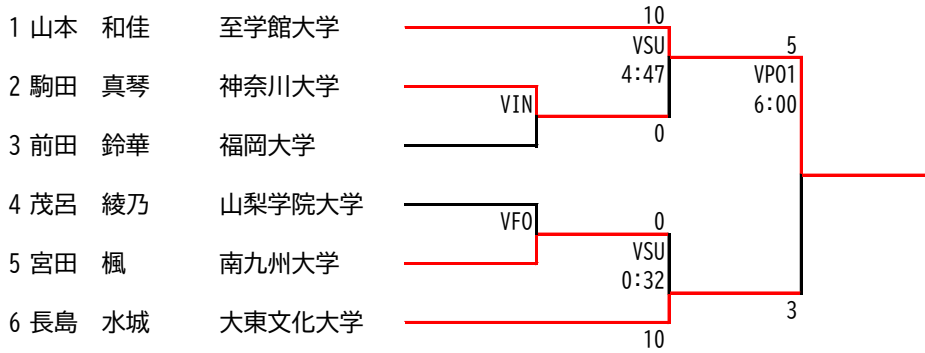 1 山本 和佳 至学館大学
2 駒田 真琴 神奈川大学
3 前田 鈴華 福岡大学
4 茂呂 綾乃 山梨学院大学
5 宮田 楓 南九州大学
6 長島 水城 大東文化大学
VIN
VFO
10
VSU
4:47
0
0
VSU
0:32
10
5
VPO1
6:00
3